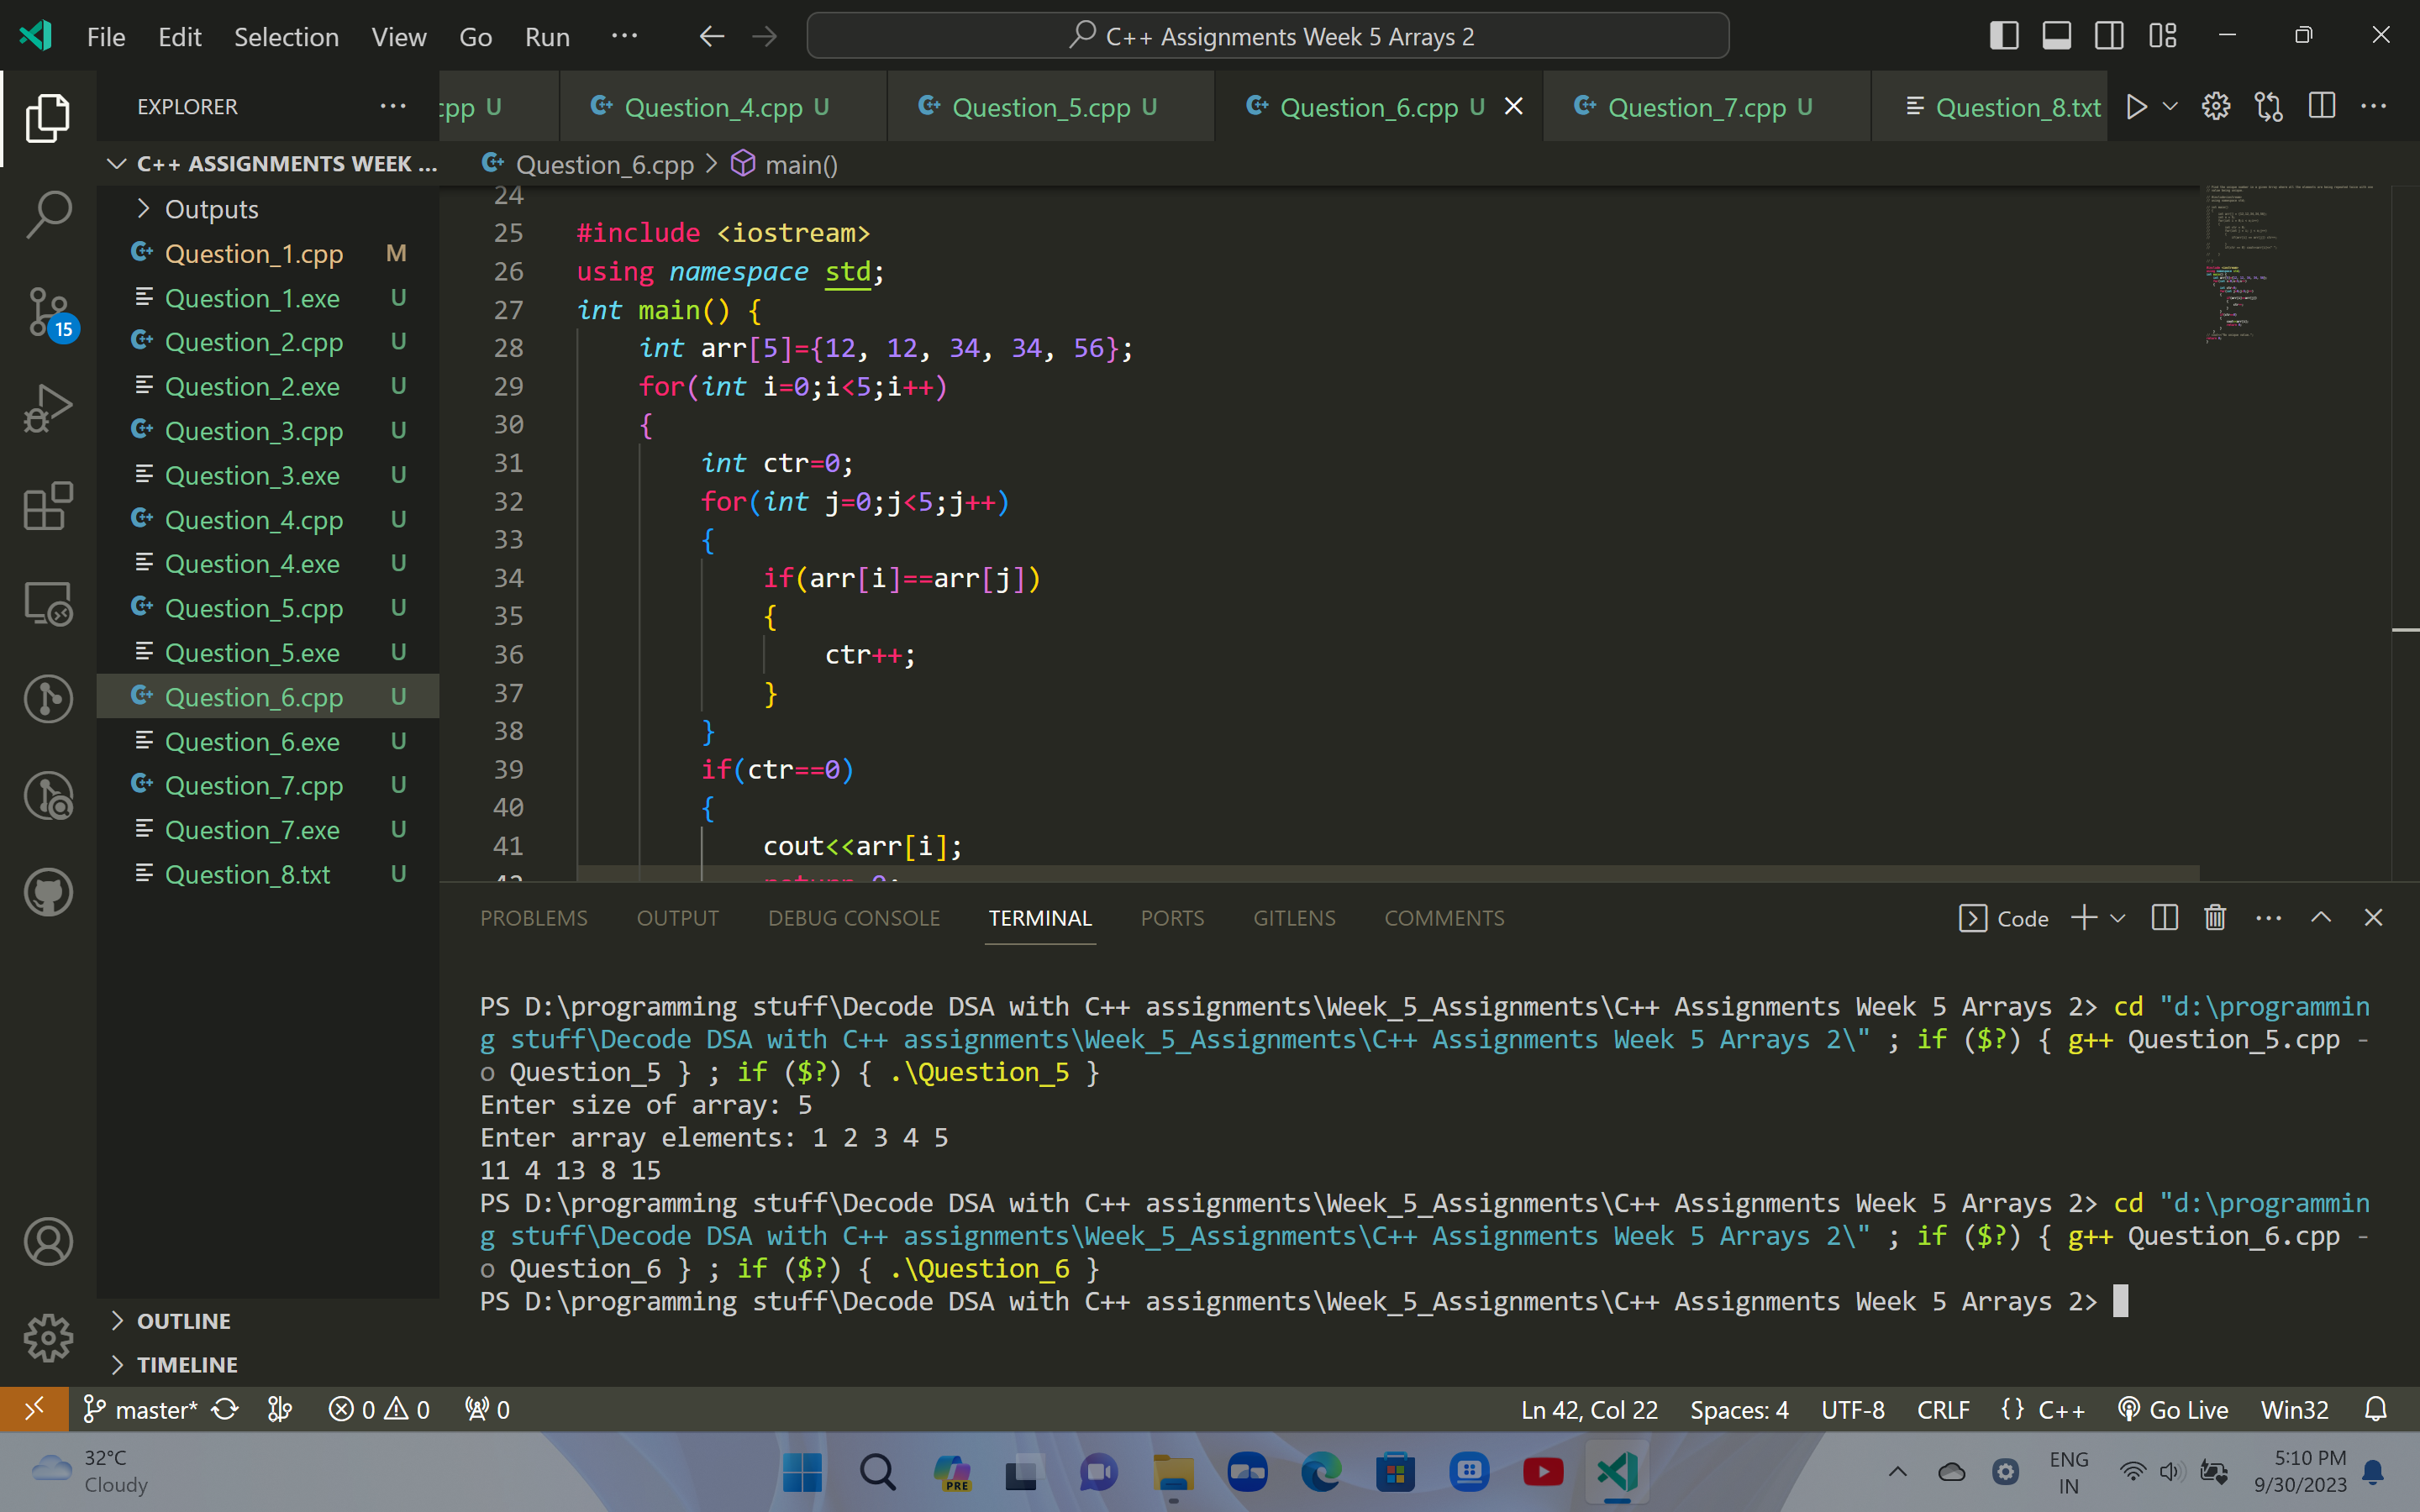 File Edit Selection View Go Run ··· C++ Assignments Week 5 Arrays 2
EXPLORER ···
cpp U Question_4.cpp U Question_5.cpp U Question_6.cpp U Question_7.cpp U Question_8.txt
C++ ASSIGNMENTS WEEK ...
Question_6.cpp > main()
Outputs
Question_1.cpp M
Question_1.exe U
Question_2.cpp U
Question_2.exe U
Question_3.cpp U
Question_3.exe U
Question_4.cpp U
Question_4.exe U
Question_5.cpp U
Question_5.exe U
Question_6.cpp U
Question_6.exe U
Question_7.cpp U
Question_7.exe U
Question_8.txt U
OUTLINE
TIMELINE
15
24
25 #include <iostream>
26 using namespace std;
27 int main() {
28 int arr[5]={12, 12, 34, 34, 56};
29 for(int i=0;i<5;i++)
30 {
31 int ctr=0;
32 for(int j=0;j<5;j++)
33 {
34 if(arr[i]==arr[j])
35 {
36 ctr++;
37 }
38 }
39 if(ctr==0)
40 {
41 cout<<arr[i];
42 return 0;
PROBLEMS OUTPUT DEBUG CONSOLE TERMINAL PORTS GITLENS COMMENTS Code
PS D:\programming stuff\Decode DSA with C++ assignments\Week_5_Assignments\C++ Assignments Week 5 Arrays 2> cd "d:\programmin
g stuff\Decode DSA with C++ assignments\Week_5_Assignments\C++ Assignments Week 5 Arrays 2\" ; if ($?) { g++ Question_5.cpp -
o Question_5 } ; if ($?) { .\Question_5 }
Enter size of array: 5
Enter array elements: 1 2 3 4 5
11 4 13 8 15
PS D:\programming stuff\Decode DSA with C++ assignments\Week_5_Assignments\C++ Assignments Week 5 Arrays 2> cd "d:\programmin
g stuff\Decode DSA with C++ assignments\Week_5_Assignments\C++ Assignments Week 5 Arrays 2\" ; if ($?) { g++ Question_6.cpp -
o Question_6 } ; if ($?) { .\Question_6 }
PS D:\programming stuff\Decode DSA with C++ assignments\Week_5_Assignments\C++ Assignments Week 5 Arrays 2>
master* 0 0 0 Ln 42, Col 22 Spaces: 4 UTF-8 CRLF {} C++ Go Live Win32
32°C
Cloudy
PRE
ENG
IN
5:10 PM
9/30/2023